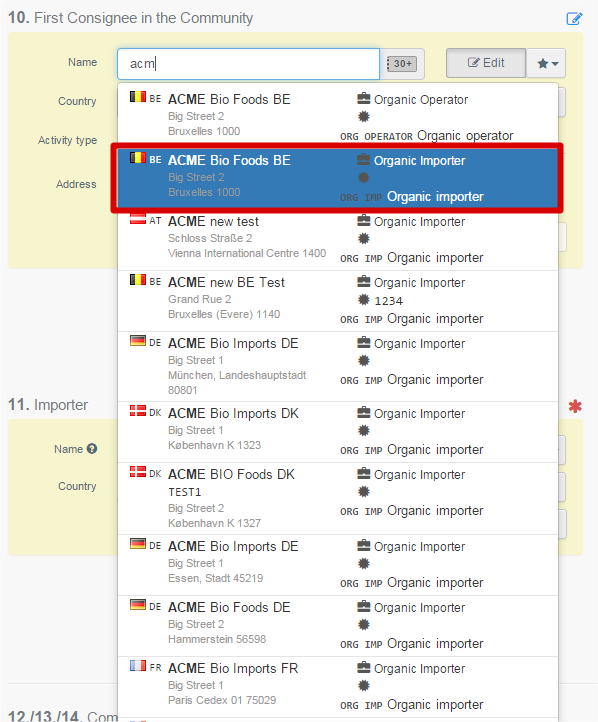 10. First Consignee in the Community
Name
acm
30+
Edit
Country
Activity type
Address
BE ACME Bio Foods BE Organic Operator
Big Street 2
Bruxelles 1000
ORG OPERATOR Organic operator
BE ACME Bio Foods BE Organic Importer
Big Street 2
Bruxelles 1000
ORG IMP Organic importer
AT ACME new test Organic Importer
Schloss Straße 2
Vienna International Centre 1400
ORG IMP Organic importer
BE ACME new BE Test Organic Importer
Grand Rue 2 1234
Bruxelles (Evere) 1140
ORG IMP Organic importer
DE ACME Bio Imports DE Organic Importer
Big Street 1
München, Landeshauptstadt
ORG IMP Organic importer
80801
11. Importer
Name
Country
DK ACME Bio Imports DK Organic Importer
Big Street 1
København K 1323
ORG IMP Organic importer
DK ACME BIO Foods DK Organic Importer
TEST1
Big Street 2
ORG IMP Organic importer
København K 1327
DE ACME Bio Imports DE Organic Importer
Big Street 1
Essen, Stadt 45219
ORG IMP Organic importer
DE ACME Bio Foods DE Organic Importer
Big Street 2
Hammerstein 56598
ORG IMP Organic importer
FR ACME Bio Imports FR Organic Importer
Big Street 1
Paris Cedex 01 75029
ORG IMP Organic importer
12./13./14. Com